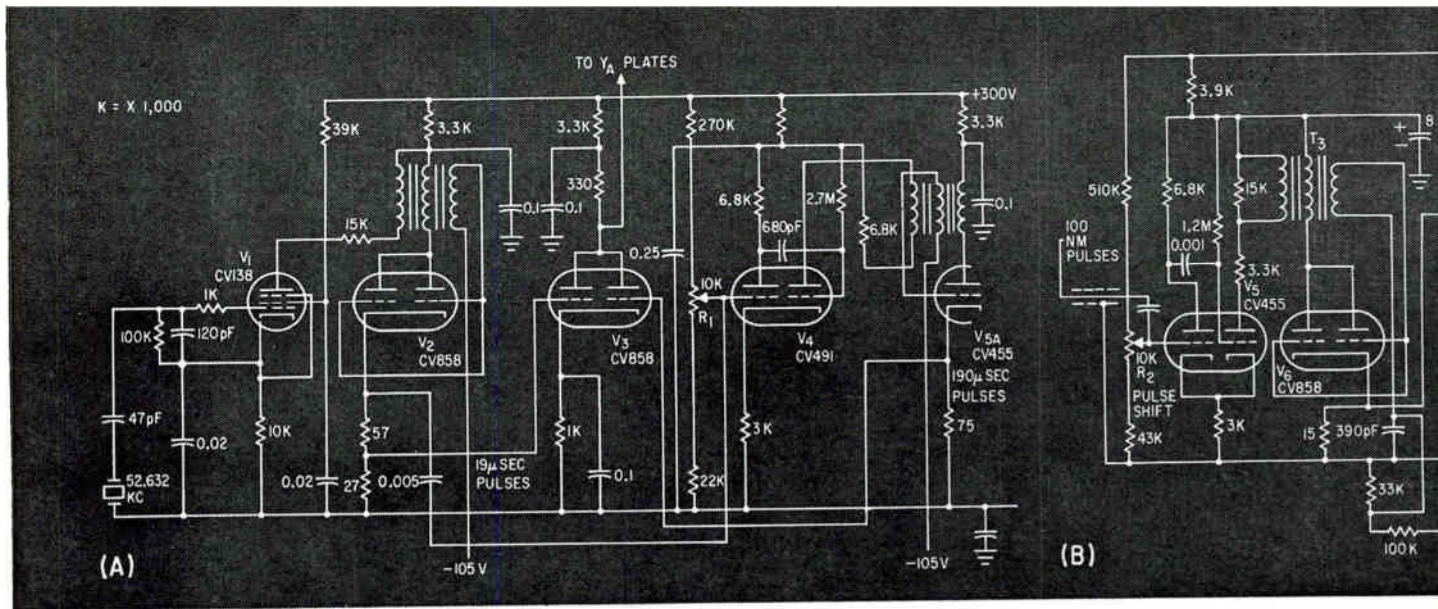 TO YA PLATES
K = X 1,000
+300V
39K
3.3K
3.3K
270K
3.3K
330
0.1
0.1
6.8K
2.7M
0.1
15K
680pF
6.8K
0.25
V1
CV138
1K
100K
120pF
V2
CV858
V3
CV858
10K
R1
V4
CV491
V5A
CV455
190µSEC
PULSES
47pF
0.02
10K
57
1K
3K
75
52.632
KC
0.02
27
0.005
19µSEC
PULSES
0.1
22K
-105V
-105V
(A)
3.9K
8
T3
510K
6.8K
15K
1.2M
0.001
100
NM
PULSES
3.3K
V5
CV455
10K
R2
PULSE
SHIFT
V6
CV858
43K
3K
15
390pF
33K
100K
(B)